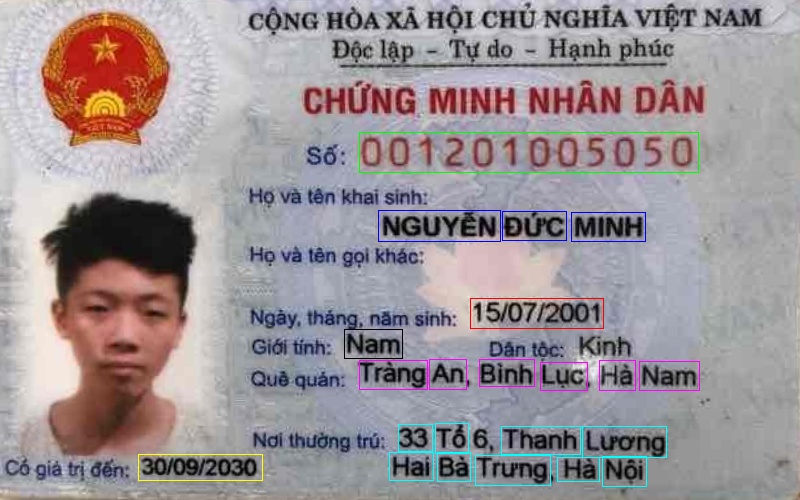 CỘNG HÒA XÃ HỘI CHỦ NGHĨA VIỆT NAM
Độc lập - Tự do - Hạnh phúc
CHỨNG MINH NHÂN DÂN
Số: 001201005050
Họ và tên khai sinh:
NGUYỄN ĐỨC MINH
Họ và tên gọi khác:
Ngày, tháng, năm sinh: 15/07/2001
Giới tính: Nam Dân tộc: Kinh
Quê quán: Tràng An, Bình Lục, Hà Nam
Nơi thường trú: 33 Tổ 6, Thanh Lương
Hai Bà Trưng, Hà Nội
Có giá trị đến: 30/09/2030
VIỆT NAM